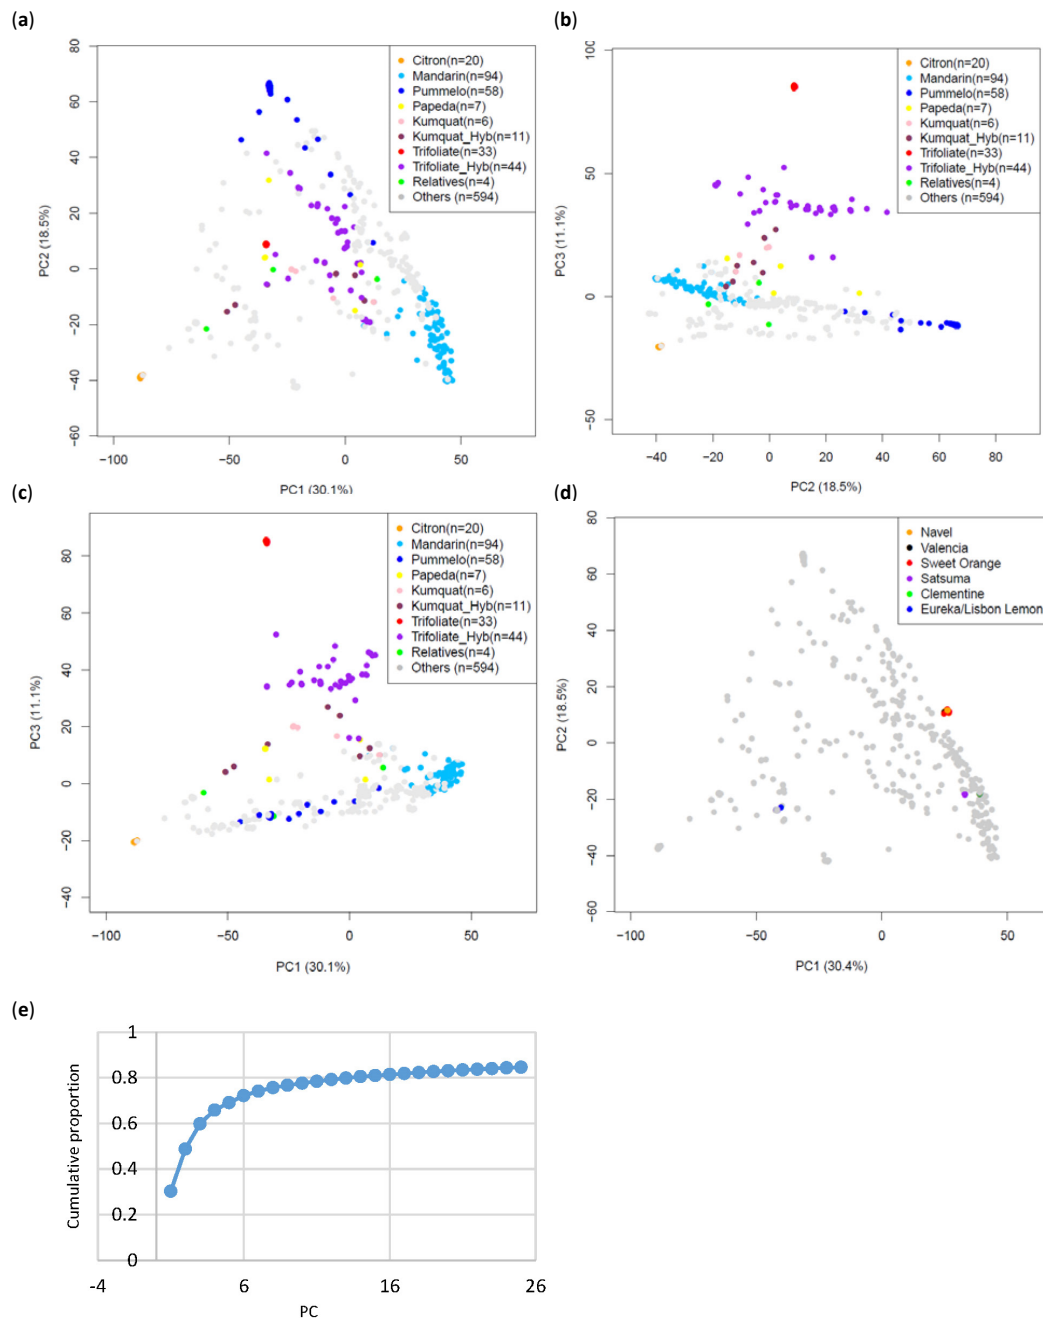 (a)
80
60
40
20
0
−20
−40
−60
PC2 (18.5%)
−100
−50
0
50
PC1 (30.1%)
Citron(n=20)
Mandarin(n=94)
Pummelo(n=58)
Papeda(n=7)
Kumquat(n=6)
Kumquat_Hyb(n=11)
Trifoliate(n=33)
Trifoliate_Hyb(n=44)
Relatives(n=4)
Others (n=594)
(b)
100
50
0
−50
PC3 (11.1%)
−40
−20
0
20
40
60
80
PC2 (18.5%)
Citron(n=20)
Mandarin(n=94)
Pummelo(n=58)
Papeda(n=7)
Kumquat(n=6)
Kumquat_Hyb(n=11)
Trifoliate(n=33)
Trifoliate_Hyb(n=44)
Relatives(n=4)
Others (n=594)
(c)
80
60
40
20
0
−20
−40
PC3 (11.1%)
−100
−50
0
50
PC1 (30.1%)
Citron(n=20)
Mandarin(n=94)
Pummelo(n=58)
Papeda(n=7)
Kumquat(n=6)
Kumquat_Hyb(n=11)
Trifoliate(n=33)
Trifoliate_Hyb(n=44)
Relatives(n=4)
Others (n=594)
(d)
80
60
40
20
0
−20
−40
−60
PC2 (18.5%)
−100
−50
0
50
PC1 (30.4%)
Navel
Valencia
Sweet Orange
Satsuma
Clementine
Eureka/Lisbon Lemon
(e)
1
0.8
0.6
0.4
0.2
0
Cumulative proportion
-4
6
16
26
PC